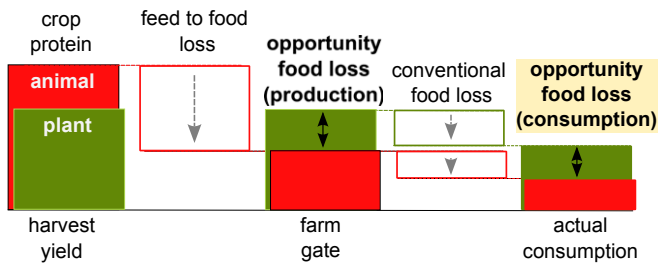 crop
protein
feed to food
loss
opportunity
food loss
(production)
conventional
food loss
opportunity
food loss
(consumption)
animal
plant
harvest
yield
farm
gate
actual
consumption